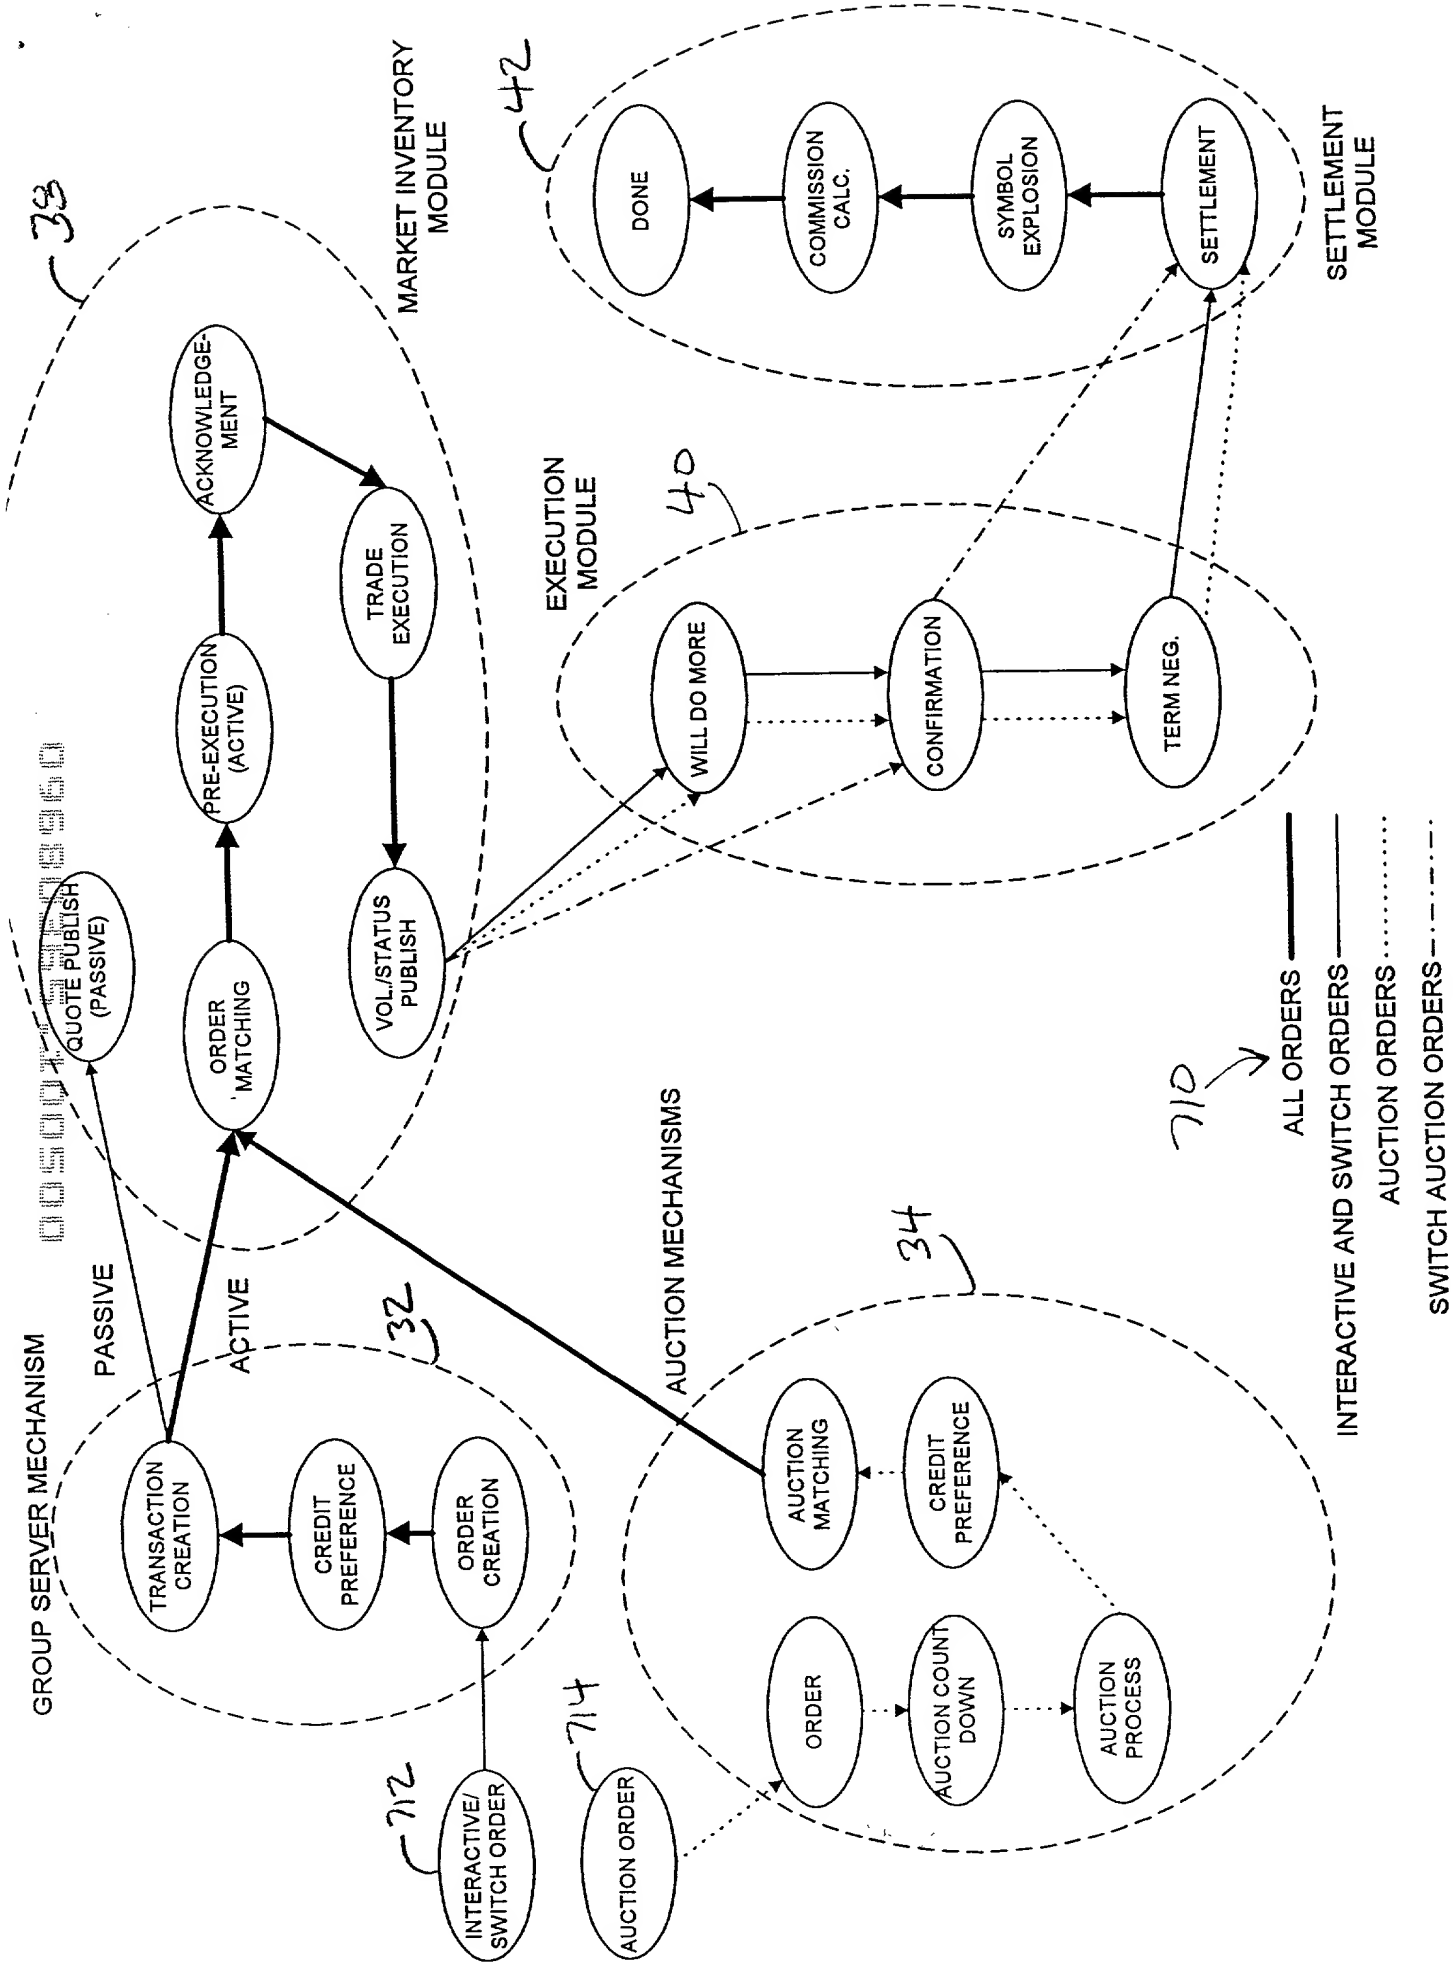 GROUP SERVER MECHANISM
PASSIVE
ACTIVE
TRANSACTION
CREATION
CREDIT
PREFERENCE
ORDER
CREATION
32
712
INTERACTIVE/
SWITCH ORDER
714
AUCTION ORDER
38
MARKET INVENTORY
MODULE
QUOTE PUBLISH
(PASSIVE)
ORDER
MATCHING
PRE-EXECUTION
(ACTIVE)
ACKNOWLEDGE-
MENT
TRADE
EXECUTION
VOL./STATUS
PUBLISH
AUCTION MECHANISMS
34
ORDER
AUCTION COUNT
DOWN
AUCTION
PROCESS
CREDIT
PREFERENCE
AUCTION
MATCHING
EXECUTION
MODULE
40
WILL DO MORE
CONFIRMATION
TERM NEG.
42
DONE
COMMISSION
CALC.
SYMBOL
EXPLOSION
SETTLEMENT
SETTLEMENT
MODULE
710
ALL ORDERS
INTERACTIVE AND SWITCH ORDERS
AUCTION ORDERS
SWITCH AUCTION ORDERS